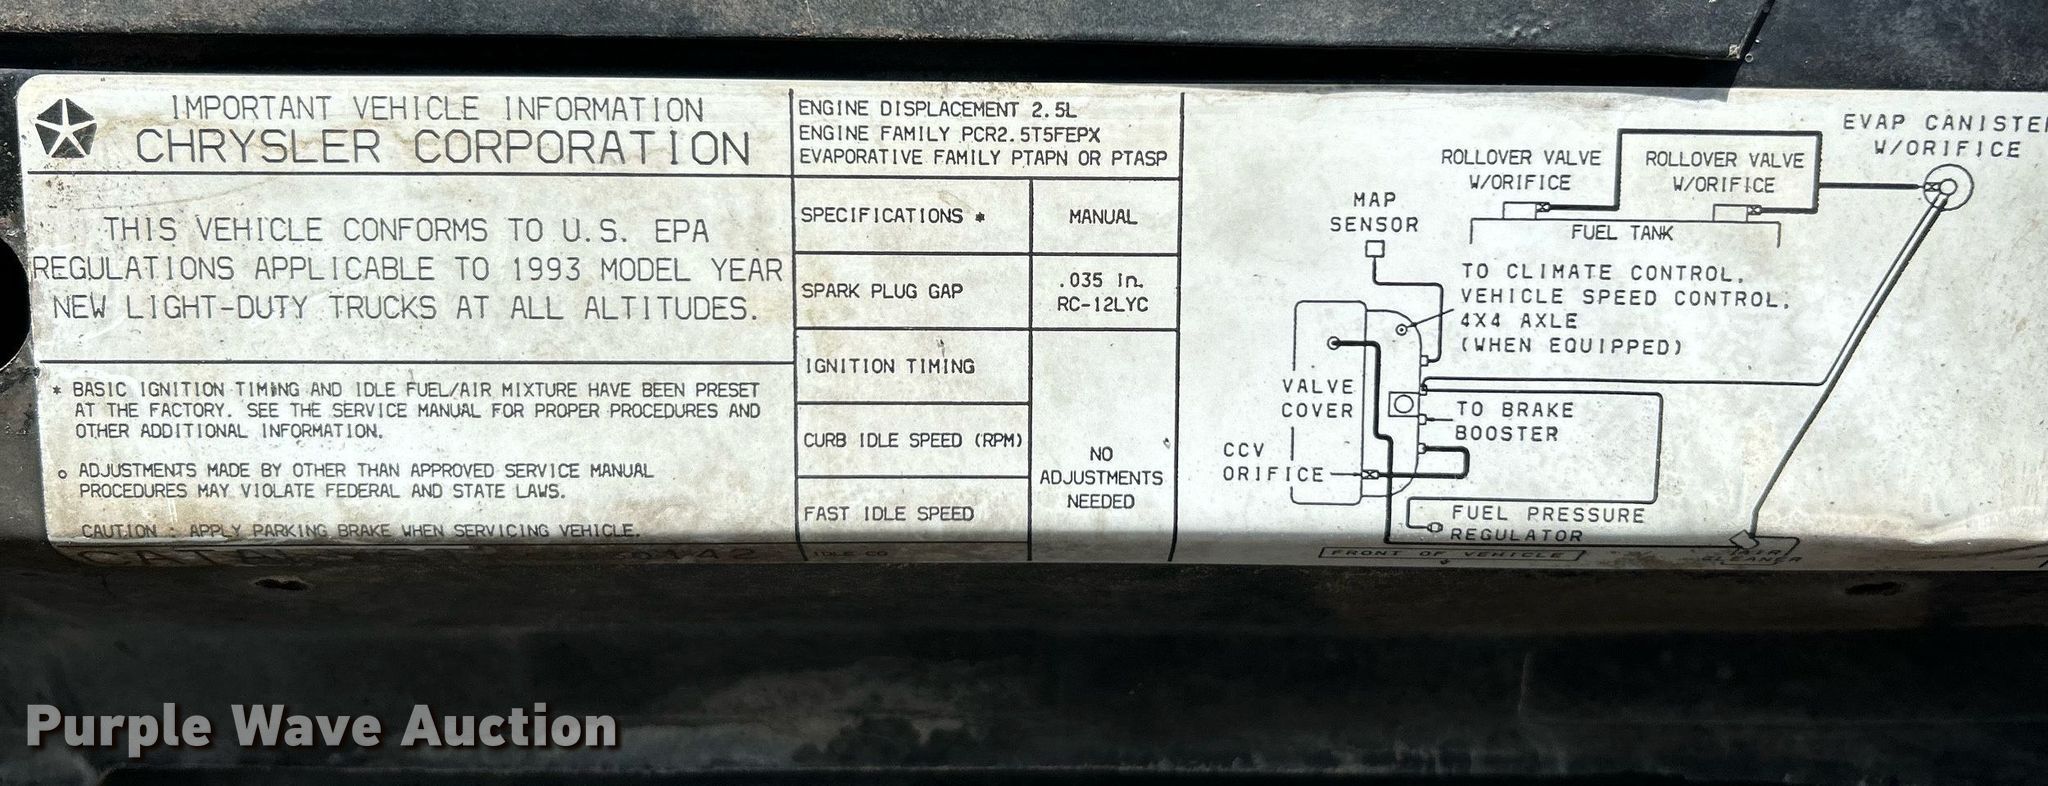 IMPORTANT VEHICLE INFORMATION
CHRYSLER CORPORATION
THIS VEHICLE CONFORMS TO U.S. EPA
REGULATIONS APPLICABLE TO 1993 MODEL YEAR
NEW LIGHT-DUTY TRUCKS AT ALL ALTITUDES.
* BASIC IGNITION TIMING AND IDLE FUEL/AIR MIXTURE HAVE BEEN PRESET
AT THE FACTORY. SEE THE SERVICE MANUAL FOR PROPER PROCEDURES AND
OTHER ADDITIONAL INFORMATION.
o ADJUSTMENTS MADE BY OTHER THAN APPROVED SERVICE MANUAL
PROCEDURES MAY VIOLATE FEDERAL AND STATE LAWS.
CAUTION : APPLY PARKING BRAKE WHEN SERVICING VEHICLE.
ENGINE DISPLACEMENT 2.5L
ENGINE FAMILY PCR2.5T5FEPX
EVAPORATIVE FAMILY PTAPN OR PTASP
SPECIFICATIONS * MANUAL
SPARK PLUG GAP .035 in.
RC-12LYC
IGNITION TIMING
CURB IDLE SPEED (RPM)
FAST IDLE SPEED
IDLE CO
NO
ADJUSTMENTS
NEEDED
EVAP CANISTER
W/ORIFICE
ROLLOVER VALVE
W/ORIFICE
ROLLOVER VALVE
W/ORIFICE
FUEL TANK
MAP
SENSOR
TO CLIMATE CONTROL,
VEHICLE SPEED CONTROL,
4X4 AXLE
(WHEN EQUIPPED)
VALVE
COVER
TO BRAKE
BOOSTER
CCV
ORIFICE
FUEL PRESSURE
REGULATOR
FRONT OF VEHICLE
AIR
CLEANER
Purple Wave Auction